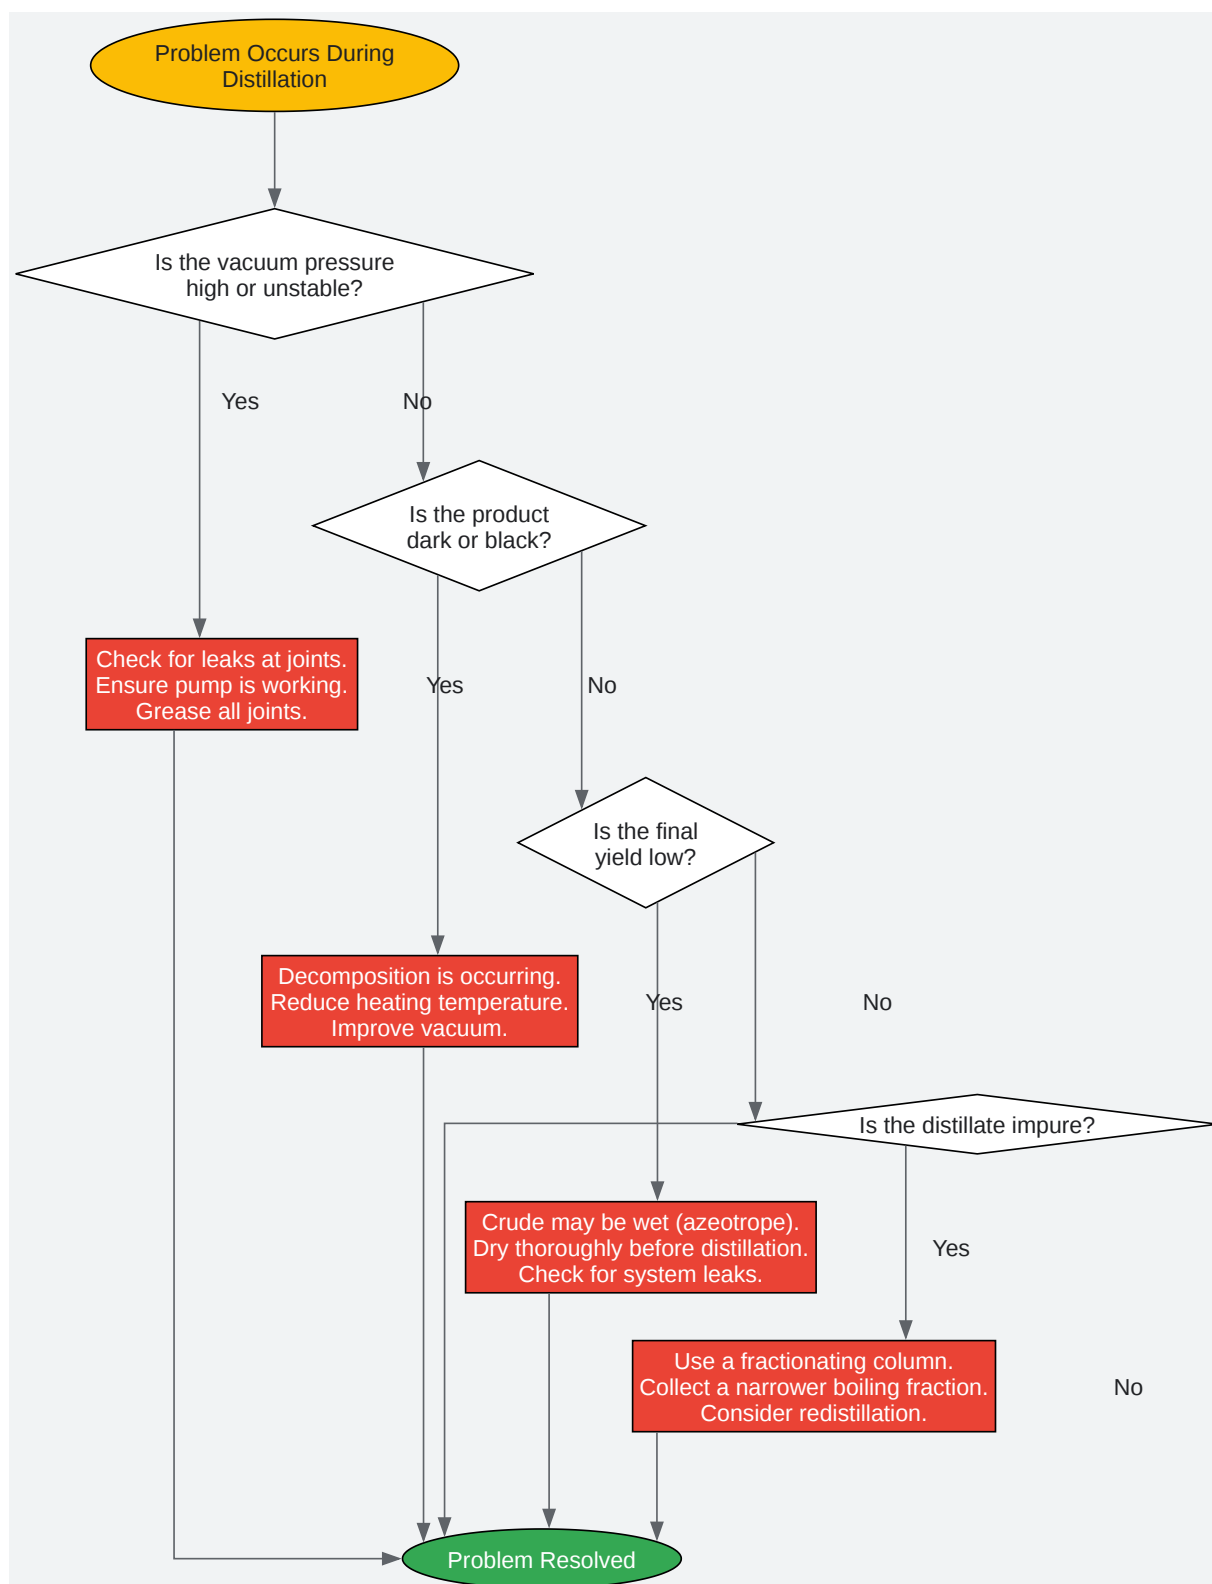 Problem Occurs During
Distillation
Is the vacuum pressure
high or unstable?
Yes
No
Is the product
dark or black?
Check for leaks at joints.
Ensure pump is working.
Grease all joints.
Yes
No
Is the final
yield low?
Decomposition is occurring.
Reduce heating temperature.
Improve vacuum.
Yes
No
Is the distillate impure?
Crude may be wet (azeotrope).
Dry thoroughly before distillation.
Check for system leaks.
Yes
Use a fractionating column.
Collect a narrower boiling fraction.
Consider redistillation.
No
Problem Resolved